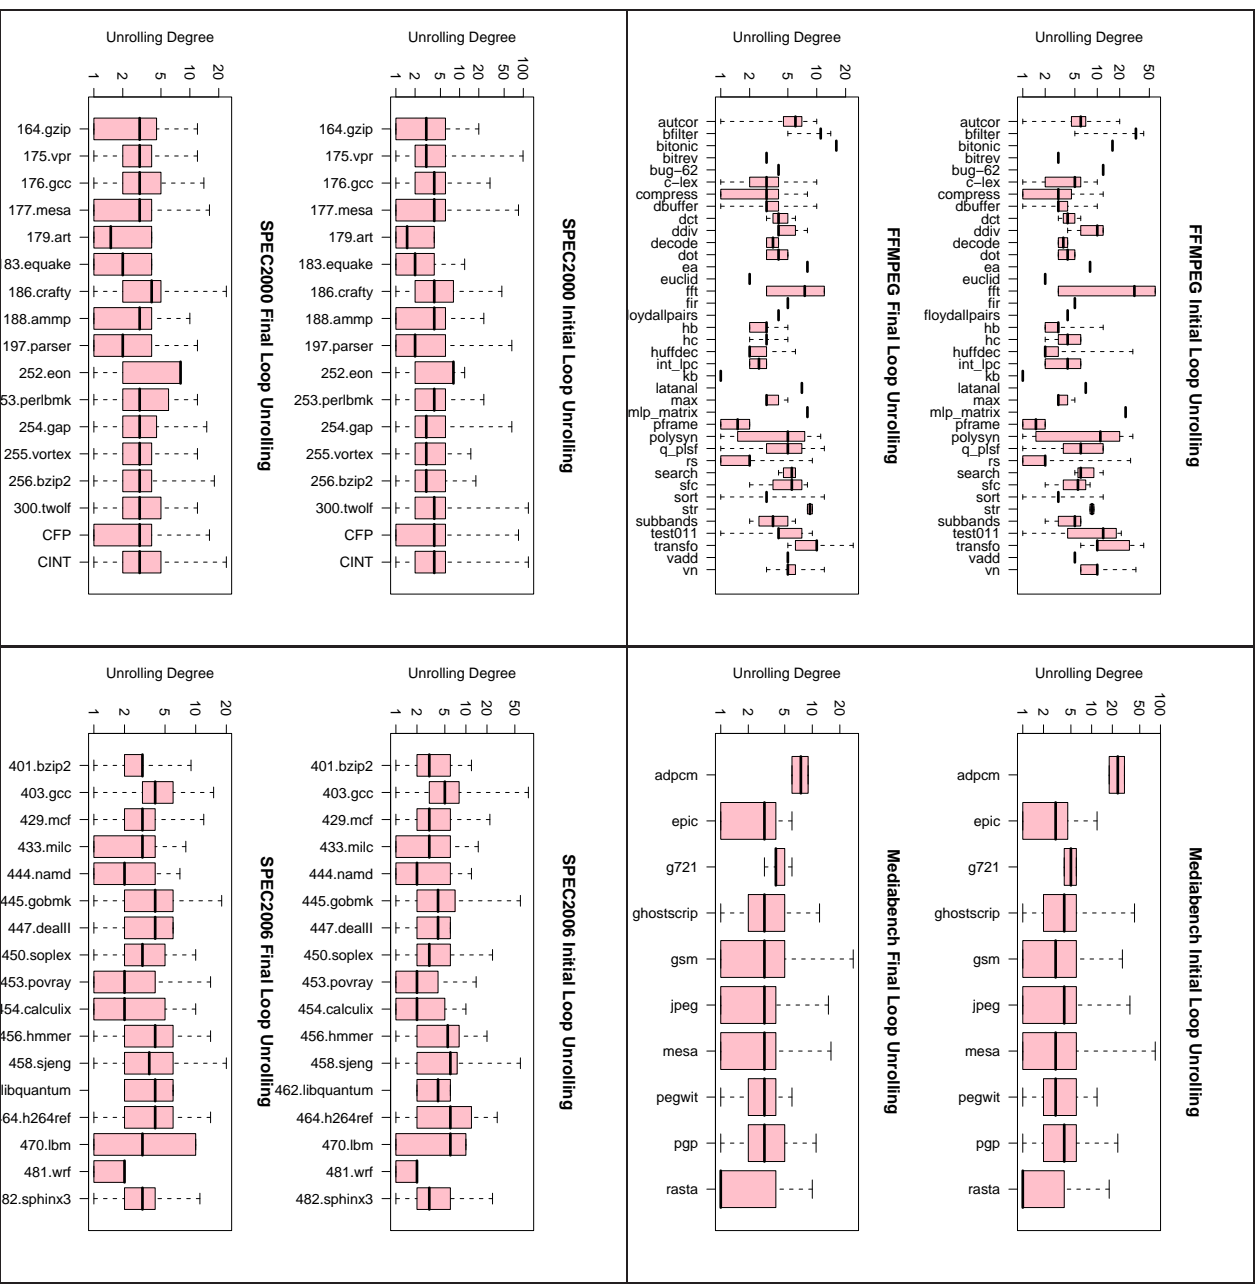 Unrolling Degree
1 2 5 10 20
164.gzip
175.vpr
176.gcc
177.mesa
179.art
183.equake
186.crafty
188.ammp
197.parser
252.eon
53.perlbmk
254.gap
255.vortex
256.bzip2
300.twolf
CFP
CINT
SPEC2000 Final Loop Unrolling
Unrolling Degree
1 2 5 10 20 50 100
164.gzip
175.vpr
176.gcc
177.mesa
179.art
183.equake
186.crafty
188.ammp
197.parser
252.eon
253.perlbmk
254.gap
255.vortex
256.bzip2
300.twolf
CFP
CINT
SPEC2000 Initial Loop Unrolling
Unrolling Degree
1 2 5 10 20
autcor
bfilter
bitonic
bitrev
bug-62
c-lex
compress
dbuffer
dct
ddiv
decode
dot
ea
euclid
fft
fir
loydallpairs
hb
hc
huffdec
int_lpc
kb
latanal
max
mlp_matrix
pframe
polysyn
q_plsf
rs
search
sfc
sort
str
subbands
test011
transfo
vadd
vn
FFMPEG Final Loop Unrolling
Unrolling Degree
1 2 5 10 20 50
autcor
bfilter
bitonic
bitrev
bug-62
c-lex
compress
dbuffer
dct
ddiv
decode
dot
ea
euclid
fft
fir
floydallpairs
hb
hc
huffdec
int_lpc
kb
latanal
max
mlp_matrix
pframe
polysyn
q_plsf
rs
search
sfc
sort
str
subbands
test011
transfo
vadd
vn
FFMPEG Initial Loop Unrolling
Unrolling Degree
1 2 5 10 20
401.bzip2
403.gcc
429.mcf
433.milc
444.namd
445.gobmk
447.dealII
450.soplex
453.povray
454.calculix
456.hmmer
458.sjeng
libquantum
64.h264ref
470.lbm
481.wrf
82.sphinx3
SPEC2006 Final Loop Unrolling
Unrolling Degree
1 2 5 10 20 50
401.bzip2
403.gcc
429.mcf
433.milc
444.namd
445.gobmk
447.dealII
450.soplex
453.povray
454.calculix
456.hmmer
458.sjeng
462.libquantum
464.h264ref
470.lbm
481.wrf
482.sphinx3
SPEC2006 Initial Loop Unrolling
Unrolling Degree
1 2 5 10 20
adpcm
epic
g721
ghostscrip
gsm
jpeg
mesa
pegwit
pgp
rasta
Mediabench Final Loop Unrolling
Unrolling Degree
1 2 5 10 20 50 100
adpcm
epic
g721
ghostscrip
gsm
jpeg
mesa
pegwit
pgp
rasta
Mediabench Initial Loop Unrolling